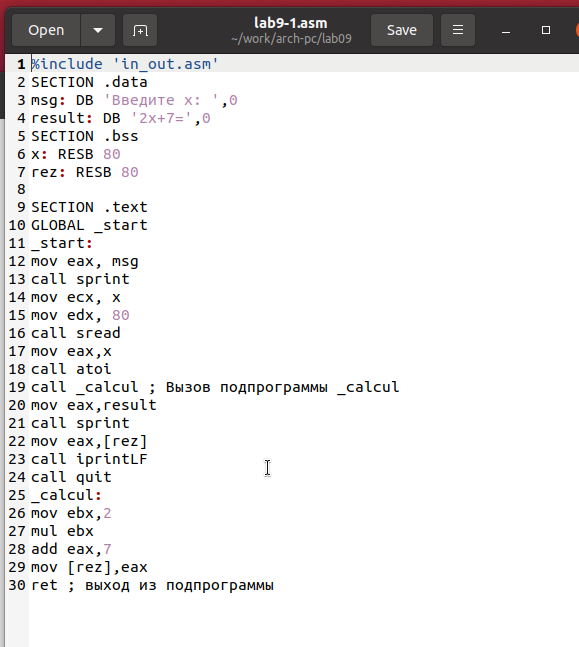 Open
lab9-1.asm
~/work/arch-pc/lab09
Save
1 %include 'in_out.asm'
2 SECTION .data
3 msg: DB 'Введите x: ',0
4 result: DB '2x+7=',0
5 SECTION .bss
6 x: RESB 80
7 rez: RESB 80
8
9 SECTION .text
10 GLOBAL _start
11 _start:
12 mov eax, msg
13 call sprint
14 mov ecx, x
15 mov edx, 80
16 call sread
17 mov eax,x
18 call atoi
19 call _calcul ; Вызов подпрограммы _calcul
20 mov eax,result
21 call sprint
22 mov eax,[rez]
23 call iprintLF
24 call quit
25 _calcul:
26 mov ebx,2
27 mul ebx
28 add eax,7
29 mov [rez],eax
30 ret ; выход из подпрограммы